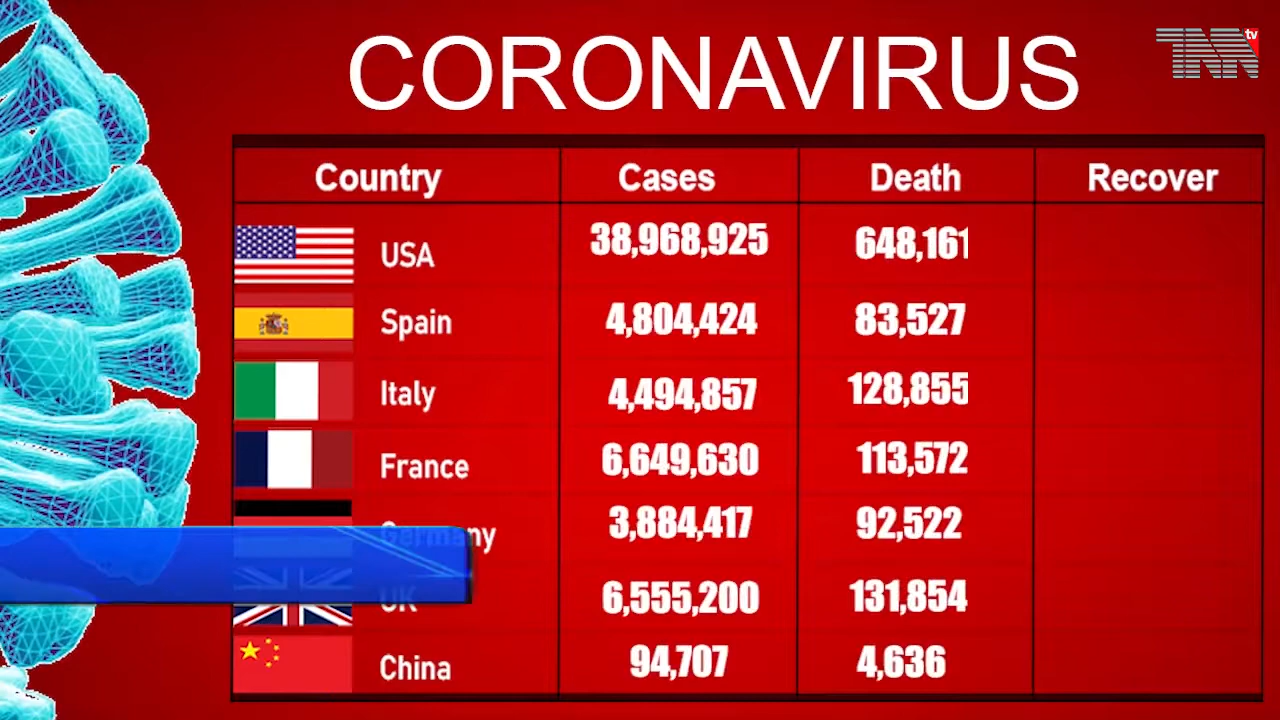 TNN tv
CORONAVIRUS
Country Cases Death Recover
USA 38,968,925 648,161
Spain 4,804,424 83,527
Italy 4,494,857 128,855
France 6,649,630 113,572
Germany 3,884,417 92,522
UK 6,555,200 131,854
China 94,707 4,636